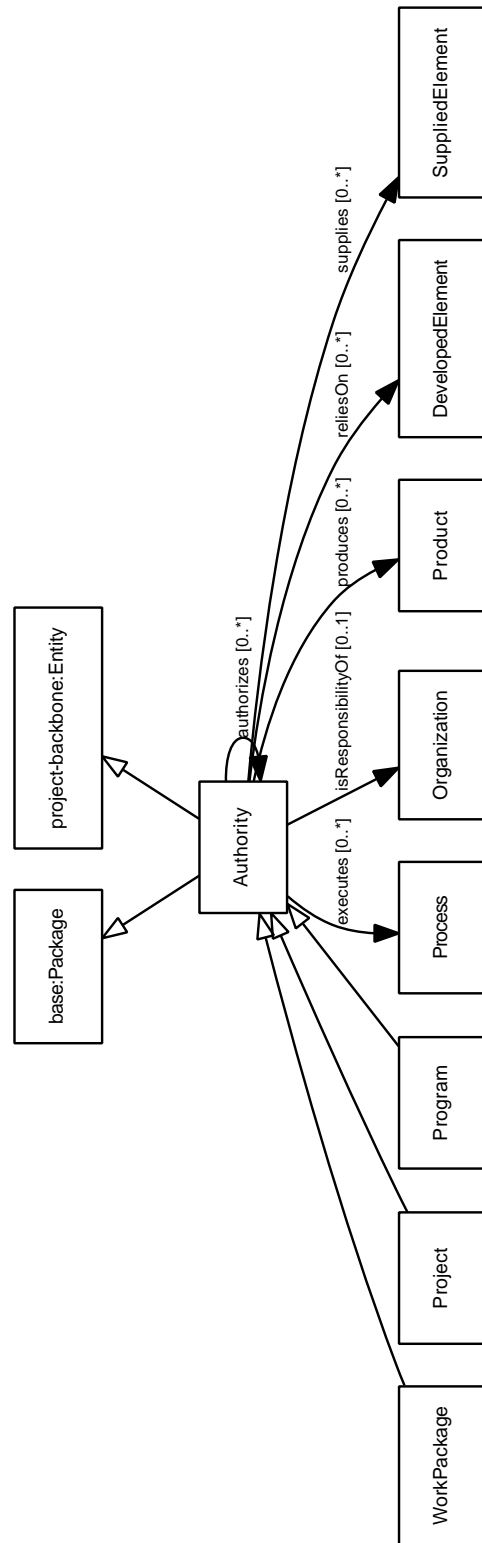 base:Package
project-backbone:Entity
Authority
authorizes [0..*]
executes [0..*]
isResponsibilityOf [0..1]
produces [0..*]
reliesOn [0..*]
supplies [0..*]
WorkPackage
Project
Program
Process
Organization
Product
DevelopedElement
SuppliedElement